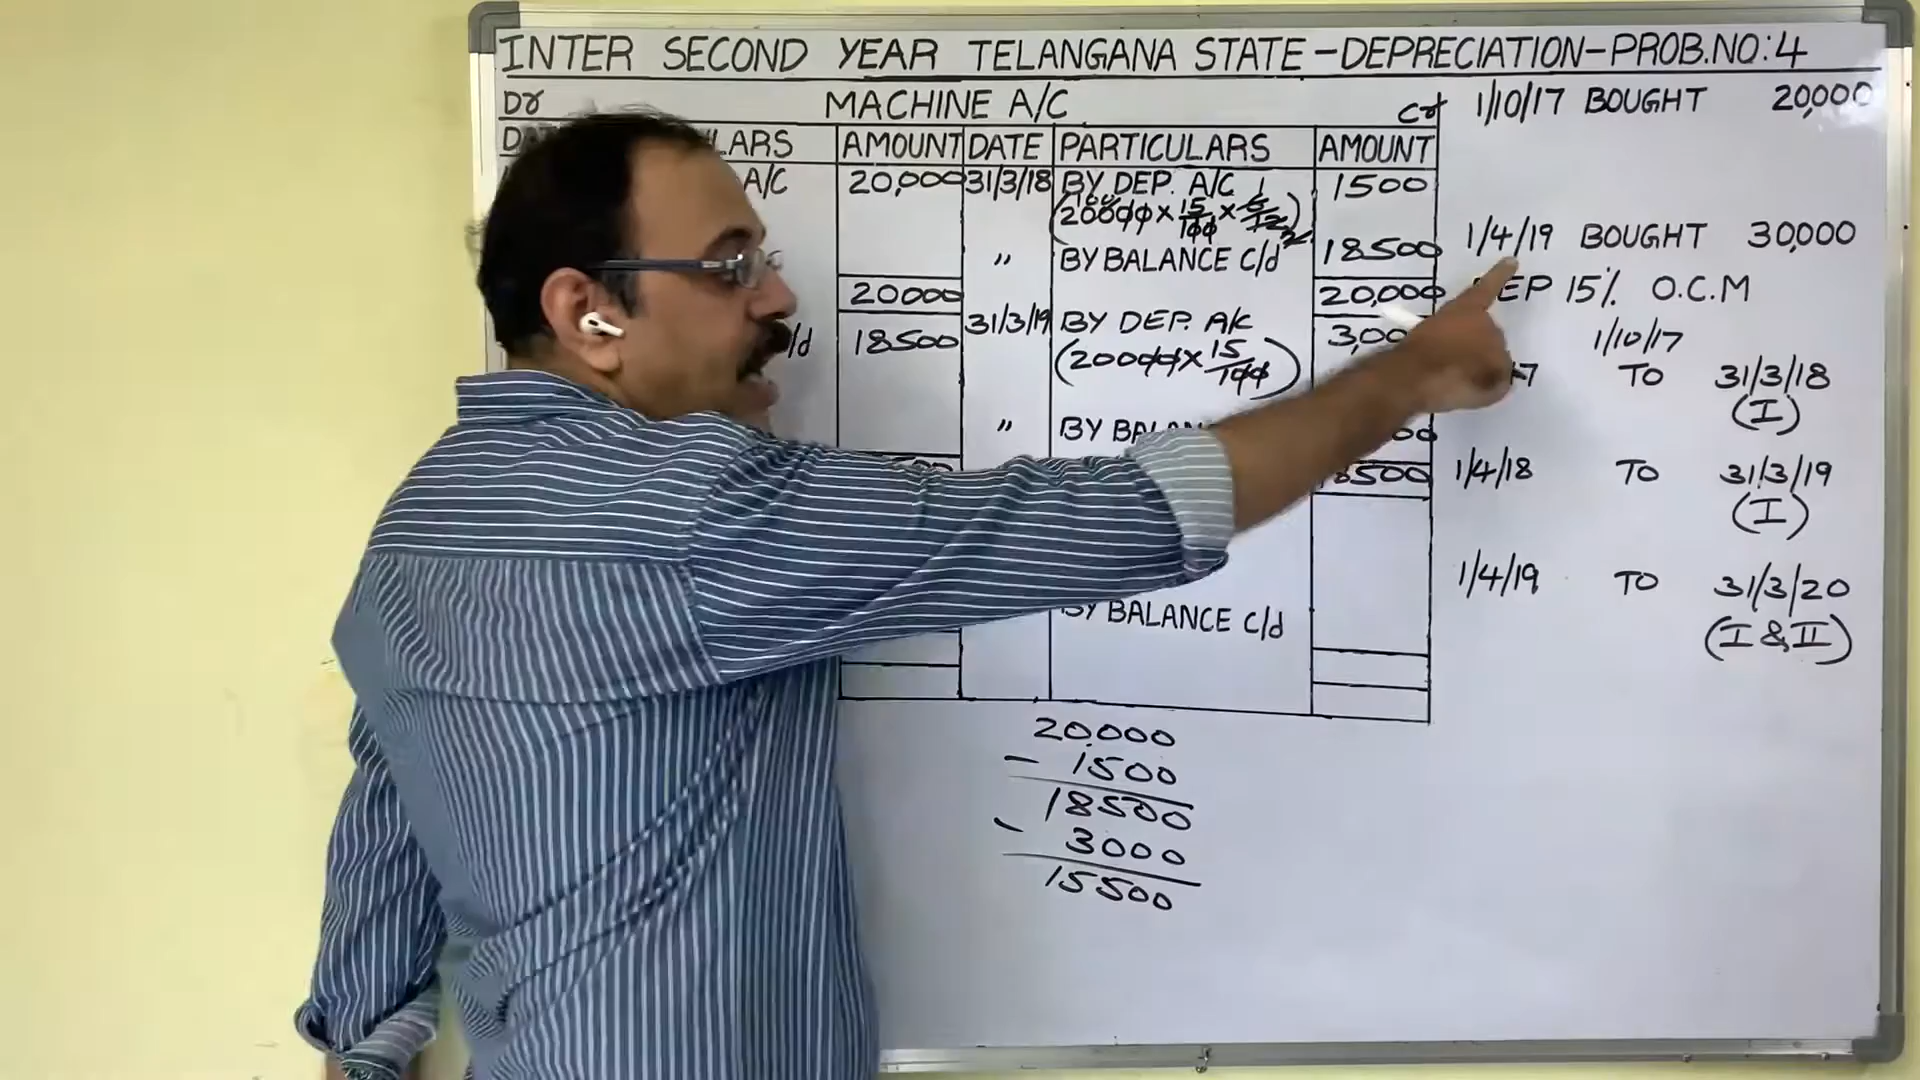 INTER SECOND YEAR TELANGANA STATE - DEPRECIATION - PROB.NO:4
Dr MACHINE A/C Cr
AMOUNT DATE PARTICULARS AMOUNT
A/C 20,000 31/3/18 BY DEP. A/C 1500
(20000 × 15/100 × 6/12)
" BY BALANCE C/d 18500
20000 20,000
31/3/19 BY DEP. A/C
18500 (20000 × 15/100)
" BY
BY BALANCE C/d
20,000
- 1500
18500
- 3000
15500
1/10/17 BOUGHT 20,000
1/4/19 BOUGHT 30,000
15% O.C.M
1/10/17
TO 31/3/18
(I)
1/4/18 TO 31/3/19
(I)
1/4/19 TO 31/3/20
(I & II)